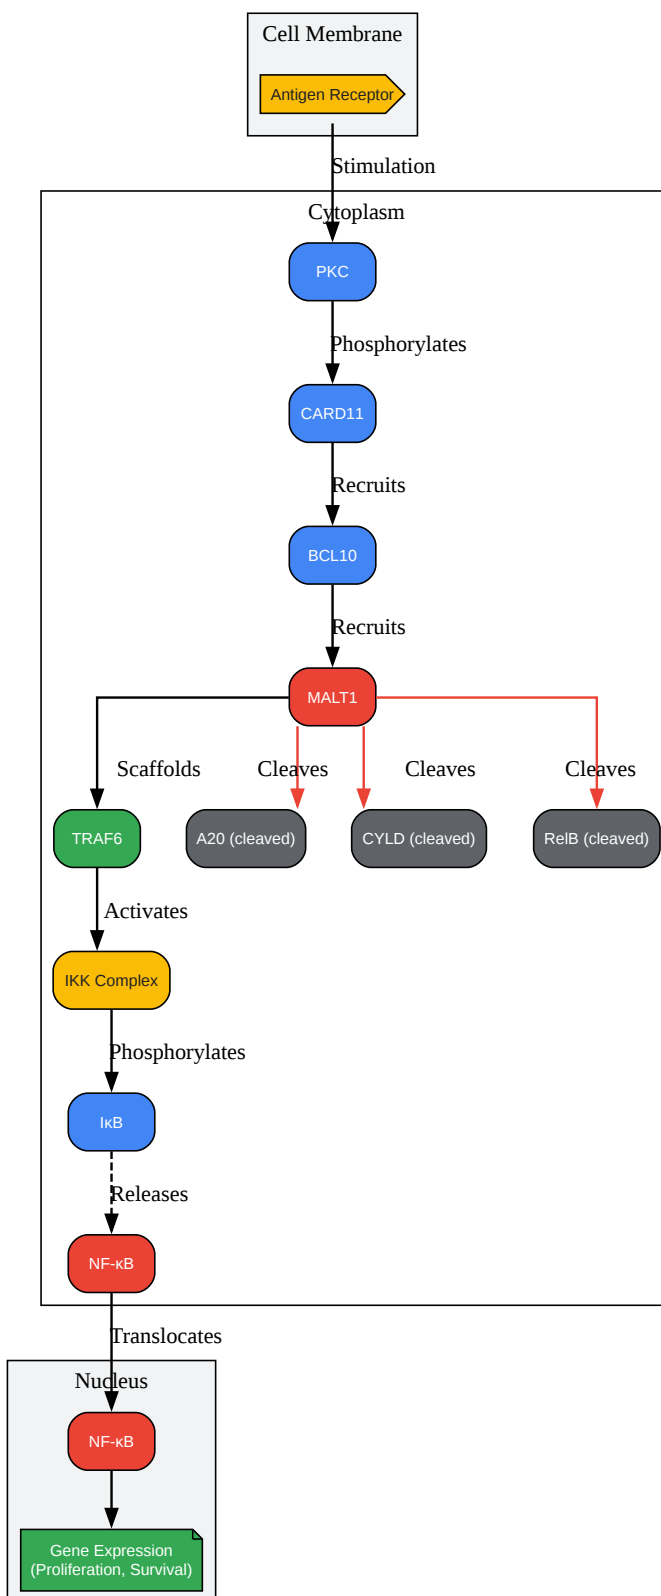 Cell Membrane
Antigen Receptor
Stimulation
Cytoplasm
PKC
Phosphorylates
CARD11
Recruits
BCL10
Recruits
MALT1
Scaffolds
Cleaves
Cleaves
Cleaves
TRAF6
A20 (cleaved)
CYLD (cleaved)
RelB (cleaved)
Activates
IKK Complex
Phosphorylates
IκB
Releases
NF-κB
Translocates
Nucleus
NF-κB
Gene Expression
(Proliferation, Survival)